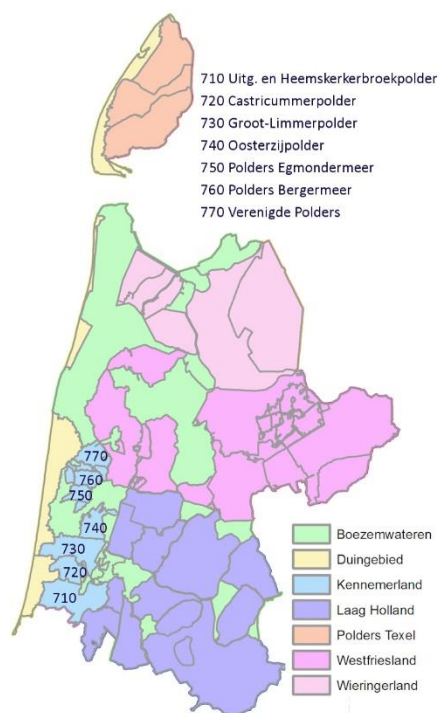 710 Uitg. en Heemskerkerbroekpolder
720 Castricummerpolder
730 Groot-Limmerpolder
740 Oosterzijpolder
750 Polders Egmondermeer
760 Polders Bergermeer
770 Verenigde Polders
770
760
750
740
730
720
710
Boezemwateren
Duingebied
Kennemerland
Laag Holland
Polders Texel
Westfriesland
Wieringerland